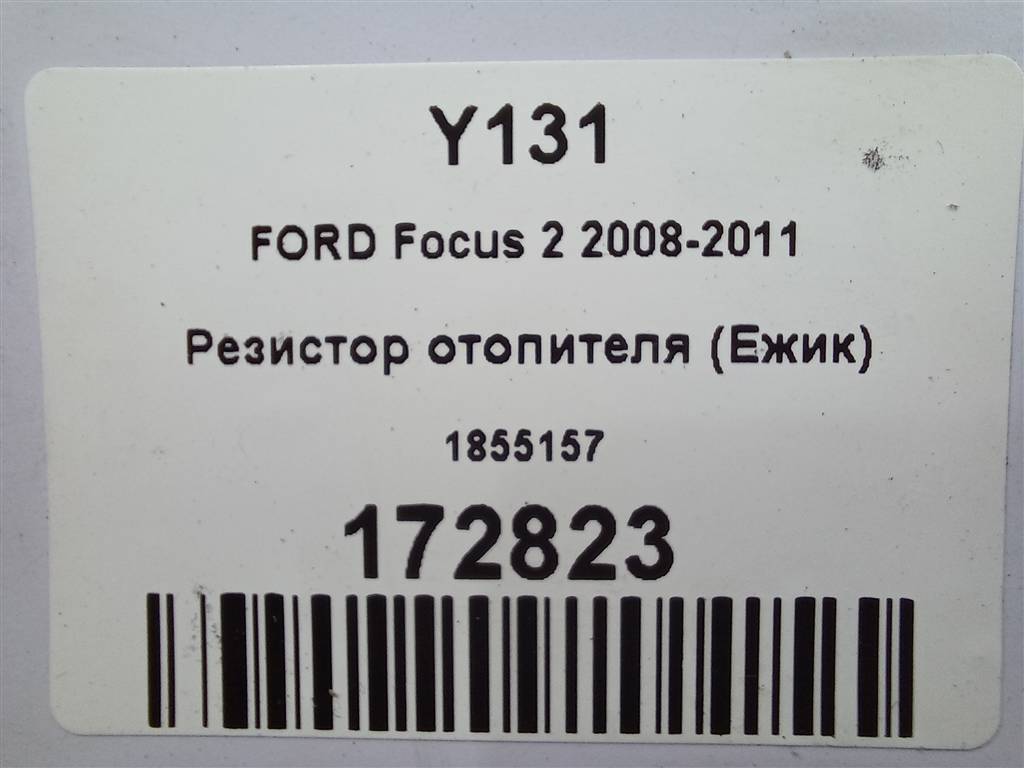 Y131
FORD Focus 2 2008-2011
Резистор отопителя (Ежик)
1855157
172823